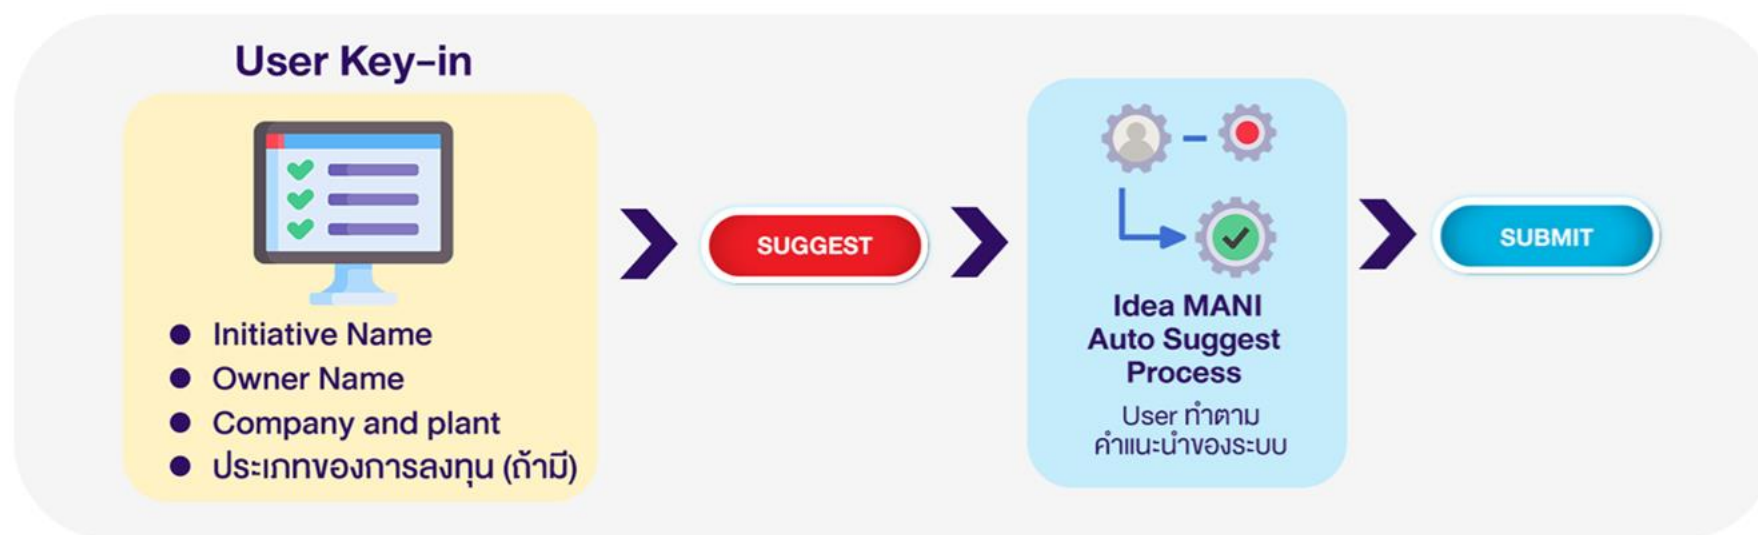 User Key-in
● Initiative Name
● Owner Name
● Company and plant
● ประเภทของการลงทุน (ถ้ามี)
SUGGEST
Idea MANI
Auto Suggest
Process
User ทำตาม
คำแนะนำของระบบ
SUBMIT